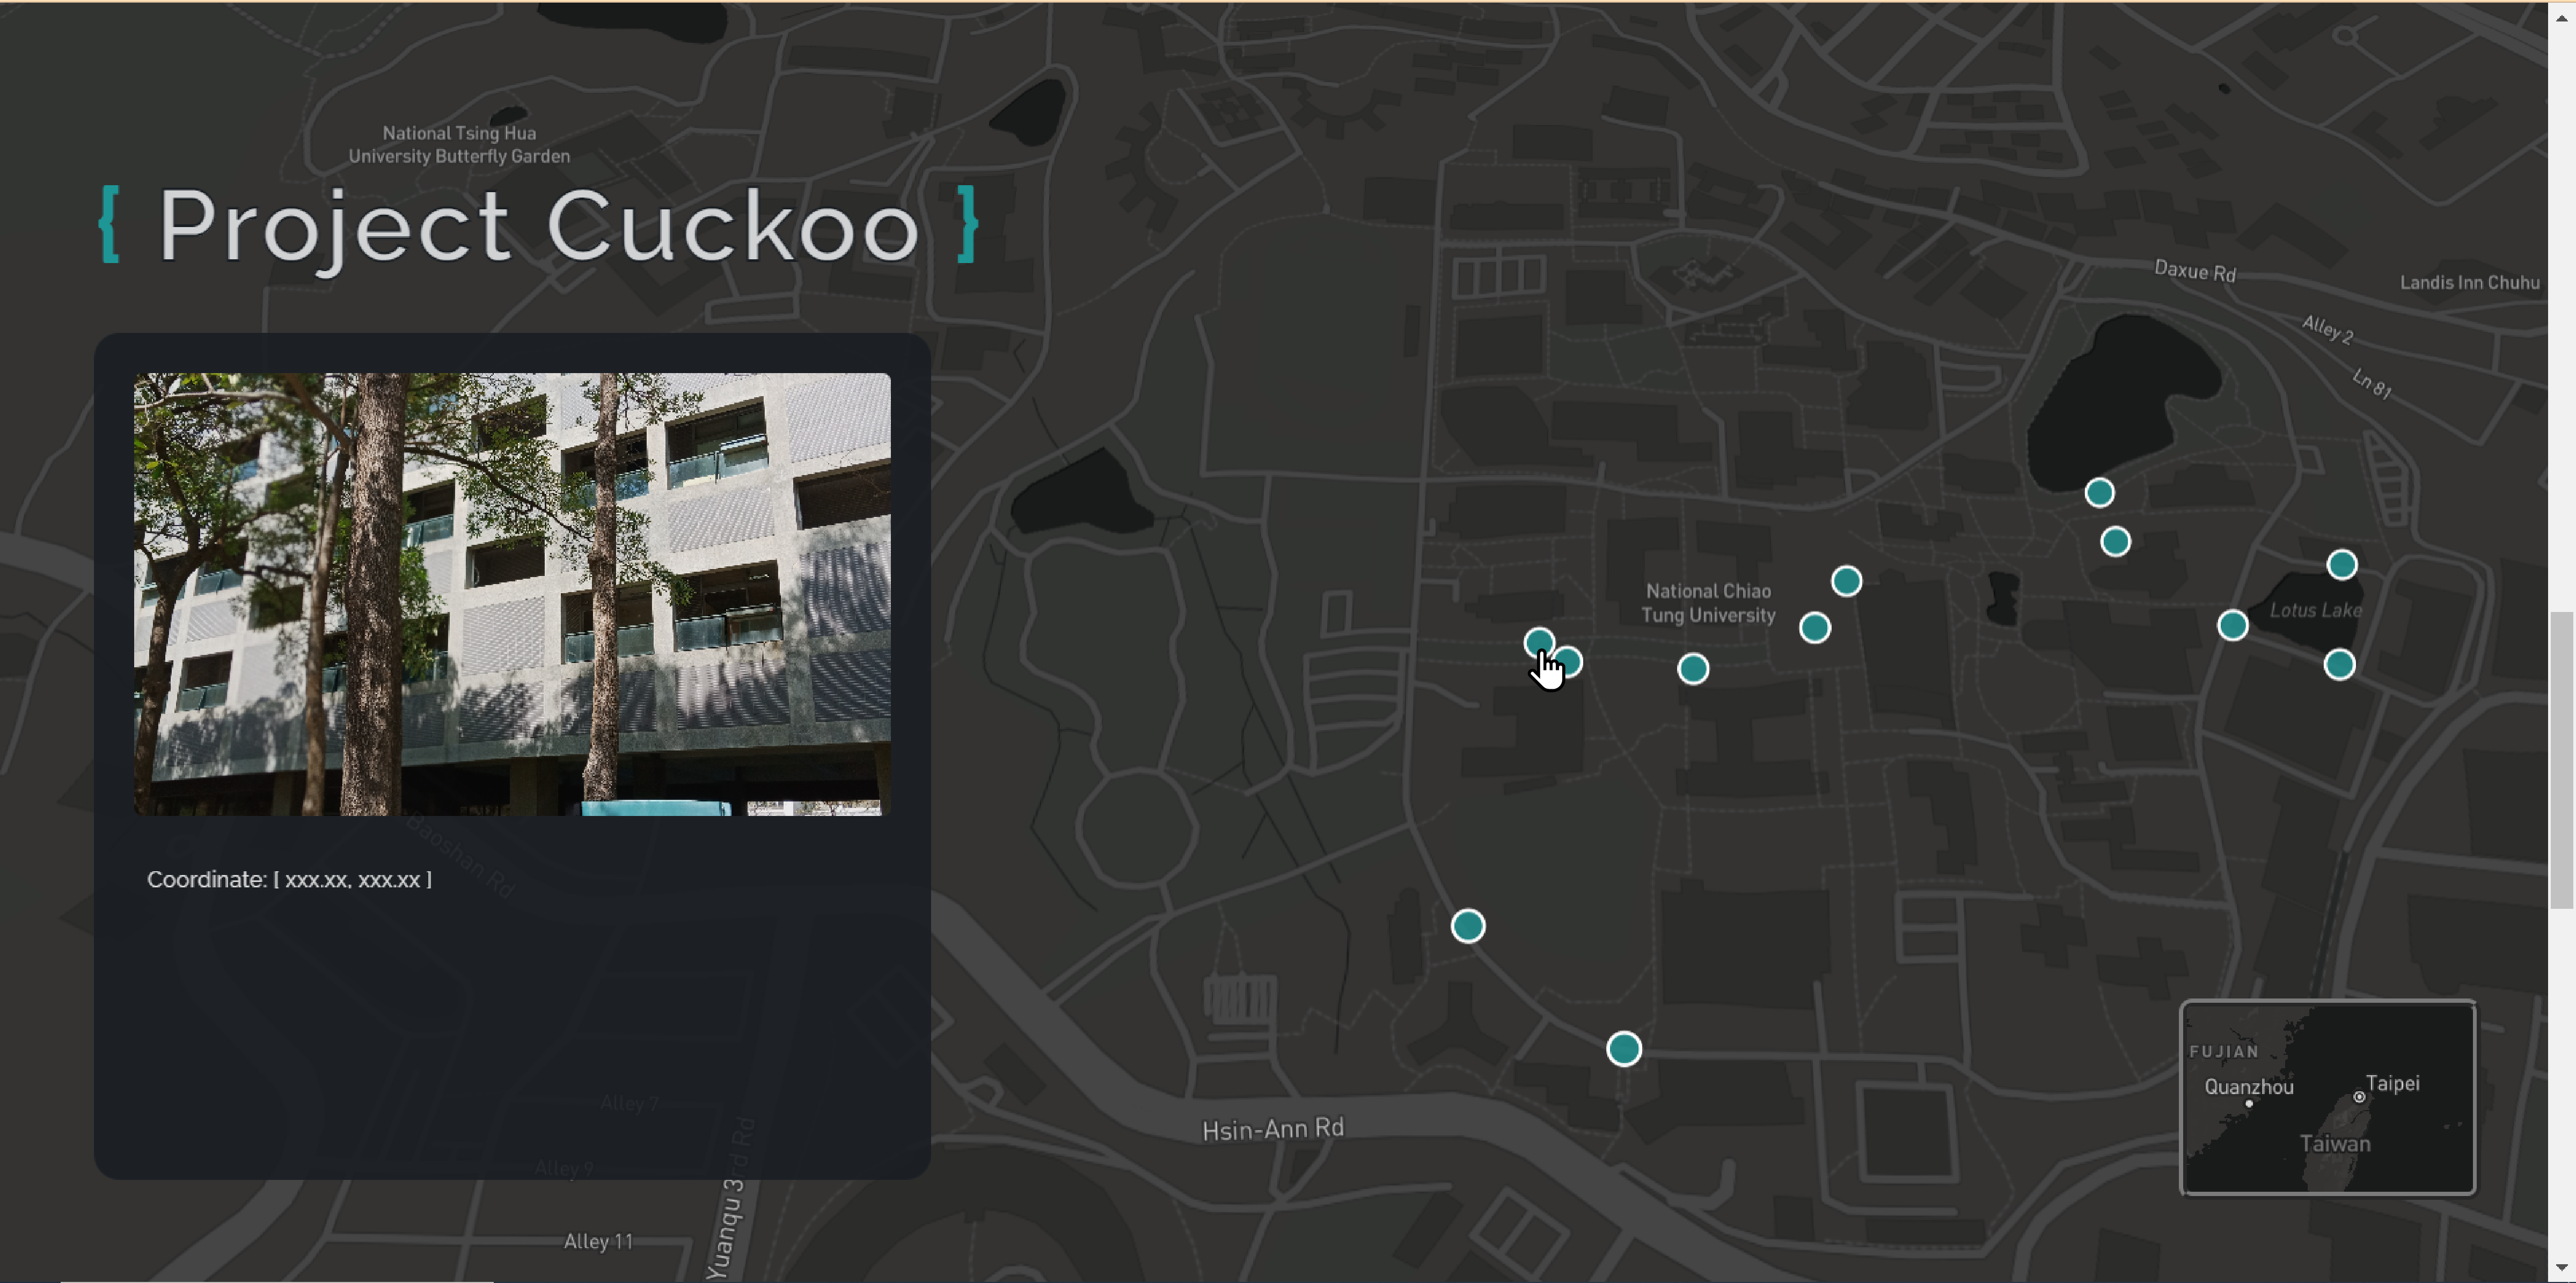 National Tsing Hua
University Butterfly Garden
{ Project Cuckoo }
Daxue Rd
Landis Inn Chuhu
Alley 2
Ln 81
National Chiao
Tung University
Lotus Lake
Baoshan Rd
Coordinate: [ xxx.xx, xxx.xx ]
Alley 7
Hsin-Ann Rd
Alley 9
Yuanqu 3rd Rd
Alley 11
FUJIAN
Quanzhou
Taipei
Taiwan